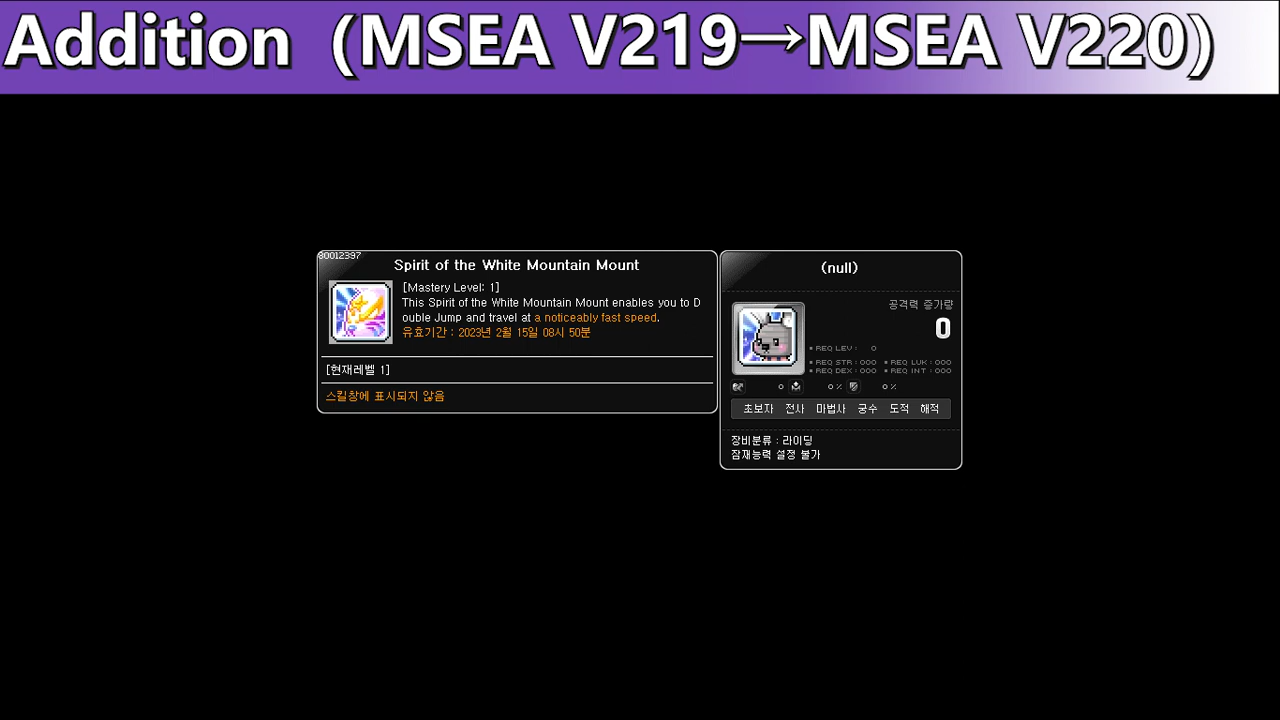 Addition (MSEA V219→MSEA V220)
80012397
Spirit of the White Mountain Mount
[Mastery Level: 1]
This Spirit of the White Mountain Mount enables you to D
ouble Jump and travel at a noticeably fast speed.
유효기간 : 2023년 2월 15일 08시 50분
[현재레벨 1]
스킬창에 표시되지 않음
(null)
공격력 증가량
0
REQ LEV : 0
REQ STR : 000 REQ LUK : 000
REQ DEX : 000 REQ INT : 000
0 0 % 0 %
초보자 전사 마법사 궁수 도적 해적
장비분류 : 라이딩
잠재능력 설정 불가